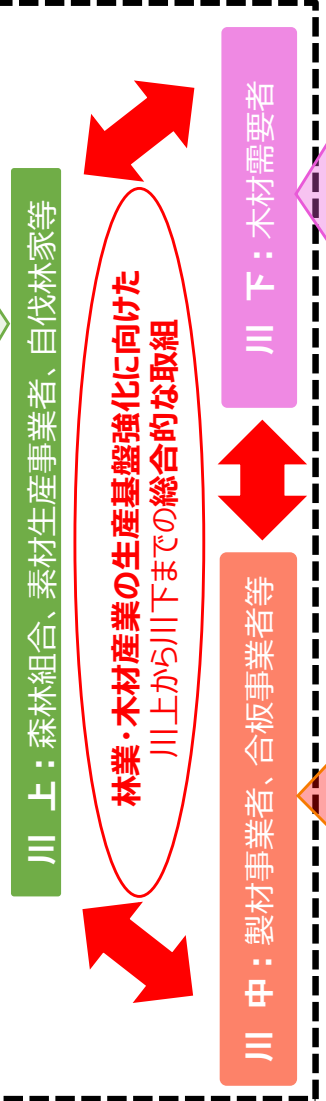 川　上：森林組合、素材生産事業者、自伐林家等
林業・木材産業の生産基盤強化に向けた
川上から川下までの総合的な取組
川　中：製材事業者、合板事業者等
川　下：木材需要者